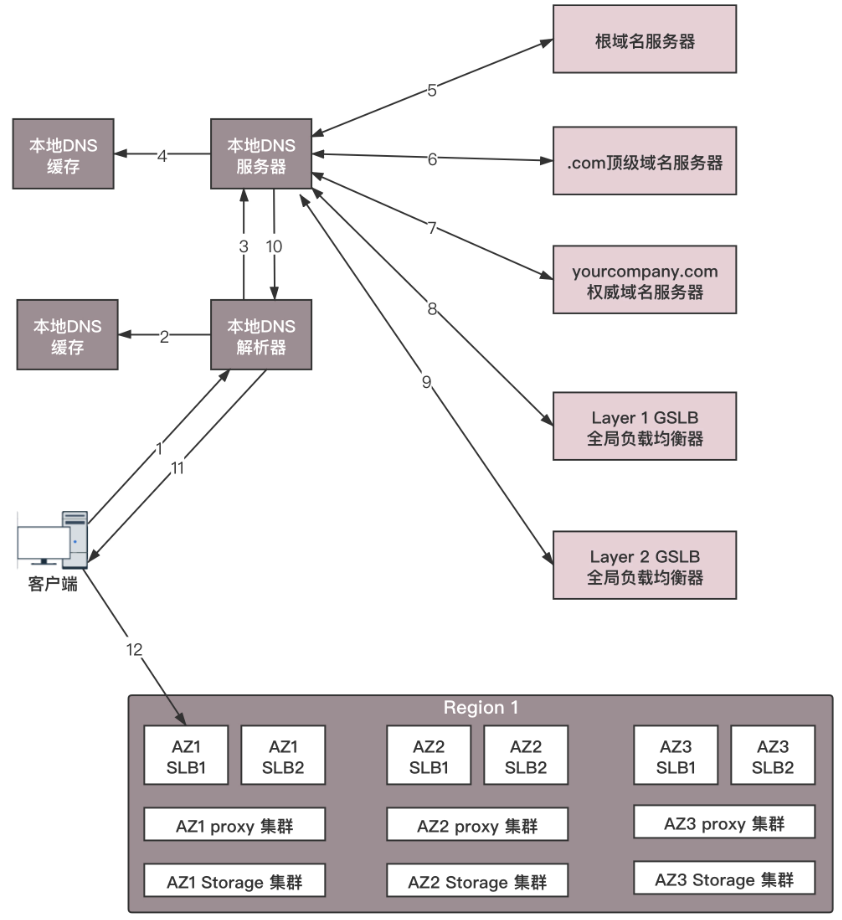 根域名服务器
5
本地DNS
缓存
4
本地DNS
服务器
6
.com顶级域名服务器
7
yourcompany.com
权威域名服务器
3
10
8
本地DNS
缓存
2
本地DNS
解析器
9
Layer 1 GSLB
全局负载均衡器
1
11
Layer 2 GSLB
全局负载均衡器
客户端
12
Region 1
AZ1
SLB1
AZ1
SLB2
AZ2
SLB1
AZ2
SLB2
AZ3
SLB1
AZ3
SLB2
AZ1 proxy 集群
AZ2 proxy 集群
AZ3 proxy 集群
AZ1 Storage 集群
AZ2 Storage 集群
AZ3 Storage 集群